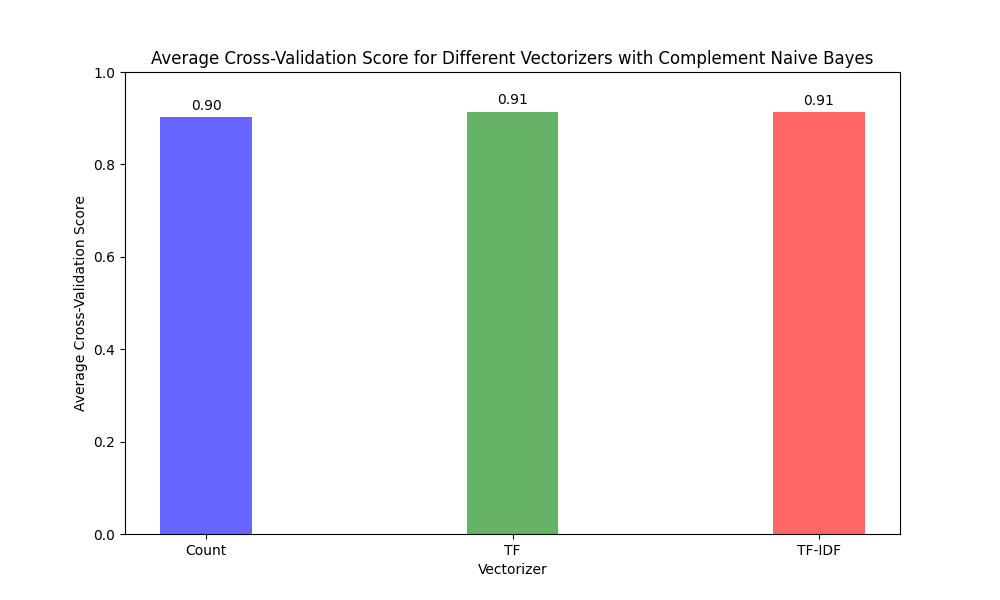 Average Cross-Validation Score for Different Vectorizers with Complement Naive Bayes
1.0
0.8
0.6
0.4
0.2
0.0
Average Cross-Validation Score
0.90
0.91
0.91
Count
TF
TF-IDF
Vectorizer